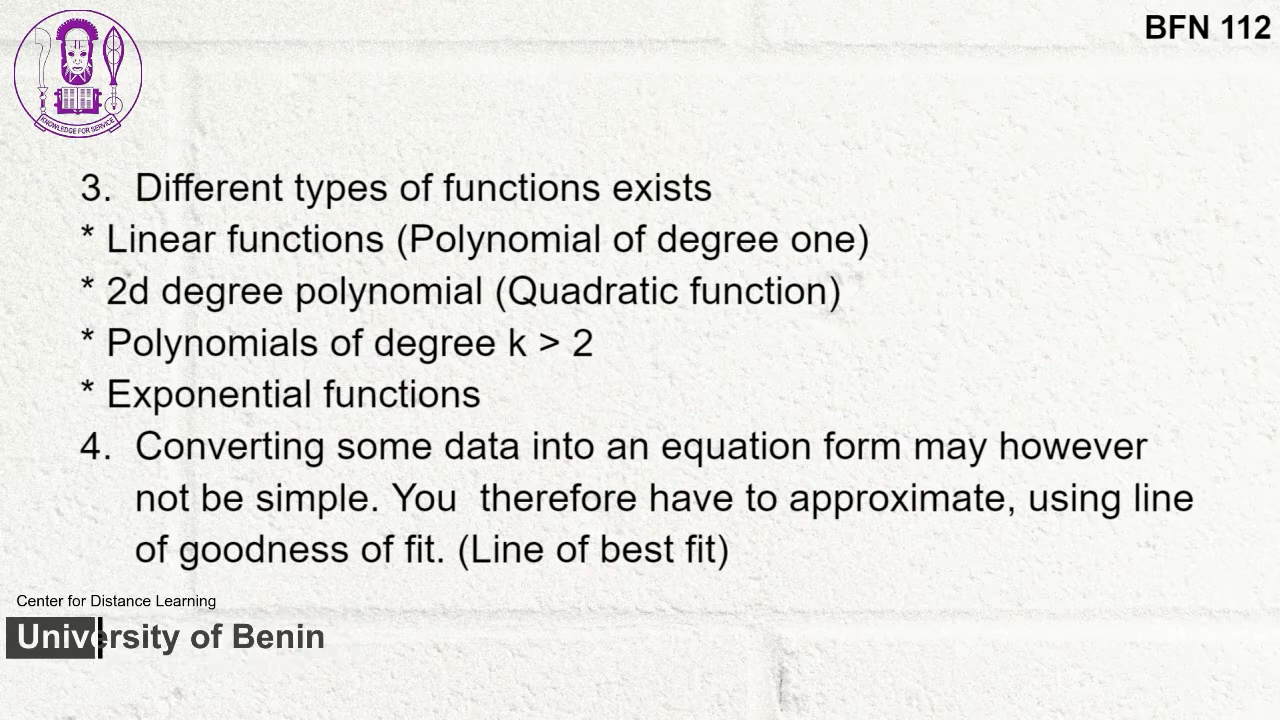 BFN 112
KNOWLEDGE FOR SERVICE
3. Different types of functions exists
* Linear functions (Polynomial of degree one)
* 2d degree polynomial (Quadratic function)
* Polynomials of degree k > 2
* Exponential functions
4. Converting some data into an equation form may however
not be simple. You therefore have to approximate, using line
of goodness of fit. (Line of best fit)
Center for Distance Learning
University of Benin